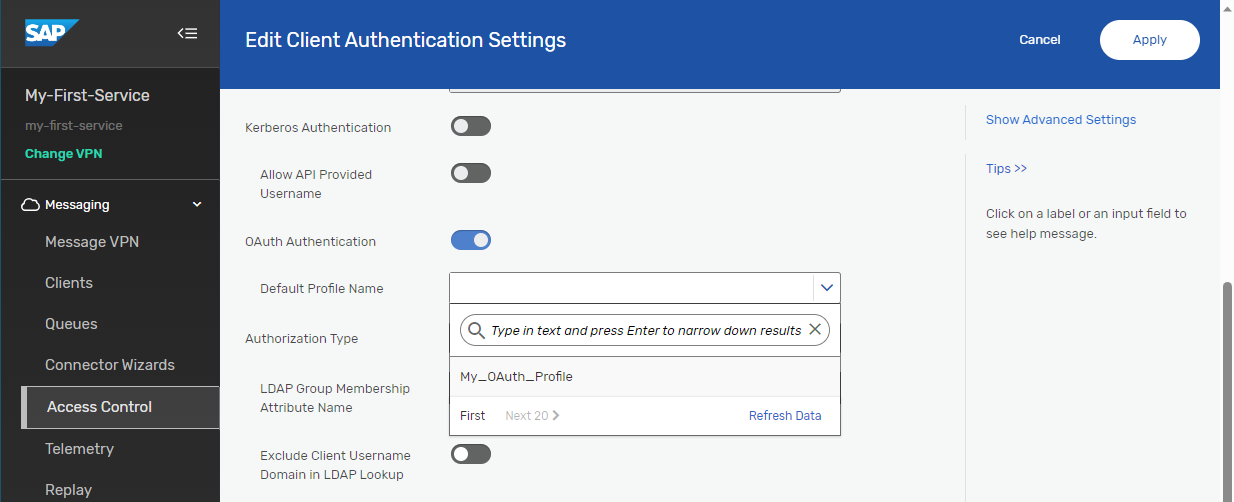 SAP
Edit Client Authentication Settings
Cancel
Apply
My-First-Service
my-first-service
Change VPN
Messaging
Message VPN
Clients
Queues
Connector Wizards
Access Control
Telemetry
Replay
Kerberos Authentication
Allow API Provided
Username
OAuth Authentication
Default Profile Name
Type in text and press Enter to narrow down results
My_OAuth_Profile
First
Next 20
Refresh Data
Authorization Type
LDAP Group Membership
Attribute Name
Exclude Client Username
Domain in LDAP Lookup
Show Advanced Settings
Tips >>
Click on a label or an input field to
see help message.